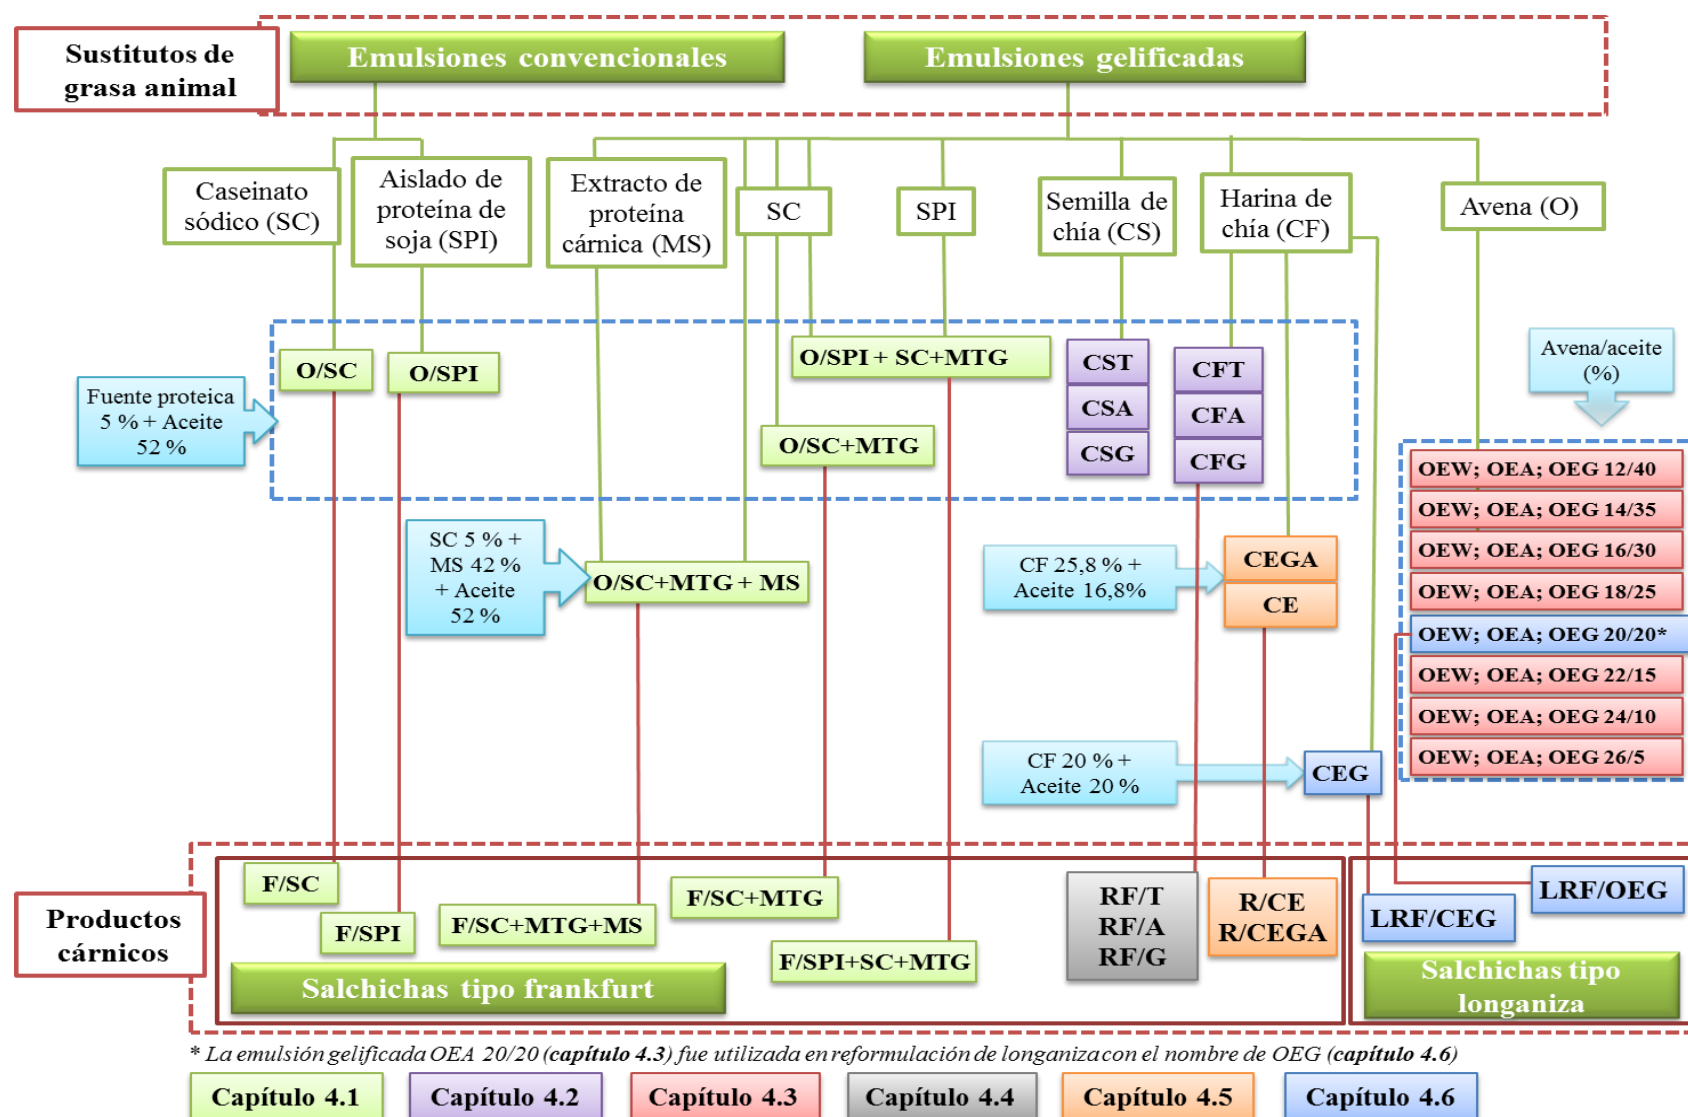 Sustitutos de
grasa animal
Emulsiones convencionales
Emulsiones gelificadas
Caseinato
sódico (SC)
Aislado de
proteína de
soja (SPI)
Extracto de
proteína
cárnica (MS)
SC
SPI
Semilla de
chía (CS)
Harina de
chía (CF)
Avena (O)
Fuente proteica
5 % + Aceite
52 %
O/SC
O/SPI
O/SPI + SC+MTG
O/SC+MTG
CST
CSA
CSG
CFT
CFA
CFG
Avena/aceite
(%)
OEW; OEA; OEG 12/40
OEW; OEA; OEG 14/35
OEW; OEA; OEG 16/30
OEW; OEA; OEG 18/25
OEW; OEA; OEG 20/20*
OEW; OEA; OEG 22/15
OEW; OEA; OEG 24/10
OEW; OEA; OEG 26/5
SC 5 % +
MS 42 %
+ Aceite
52 %
O/SC+MTG + MS
CF 25,8 % +
Aceite 16,8%
CEGA
CE
CF 20 % +
Aceite 20 %
CEG
Productos
cárnicos
F/SC
F/SPI
F/SC+MTG+MS
F/SC+MTG
F/SPI+SC+MTG
RF/T
RF/A
RF/G
R/CE
R/CEGA
LRF/CEG
LRF/OEG
Salchichas tipo frankfurt
Salchichas tipo
longaniza
* La emulsión gelificada OEA 20/20 (capítulo 4.3) fue utilizada en reformulación de longaniza con el nombre de OEG (capítulo 4.6)
Capítulo 4.1
Capítulo 4.2
Capítulo 4.3
Capítulo 4.4
Capítulo 4.5
Capítulo 4.6